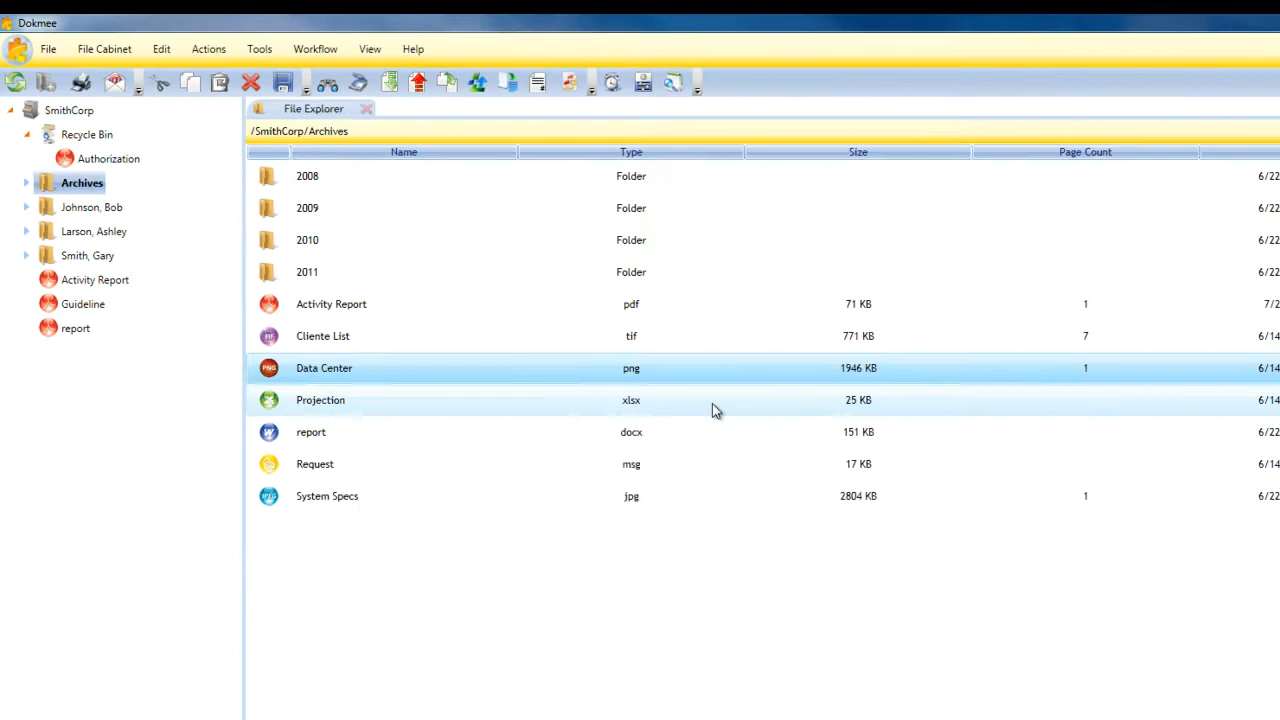 Dokmee
File File Cabinet Edit Actions Tools Workflow View Help
SmithCorp
Recycle Bin
Authorization
Archives
Johnson, Bob
Larson, Ashley
Smith, Gary
Activity Report
Guideline
report
File Explorer
/SmithCorp/Archives
Name Type Size Page Count
2008 Folder 6/22
2009 Folder 6/22
2010 Folder 6/22
2011 Folder 6/22
Activity Report pdf 71 KB 1 7/2
Cliente List tif 771 KB 7 6/14
PNG Data Center png 1946 KB 1 6/14
Projection xlsx 25 KB 6/14
report docx 151 KB 6/22
Request msg 17 KB 6/14
JPEG System Specs jpg 2804 KB 1 6/22